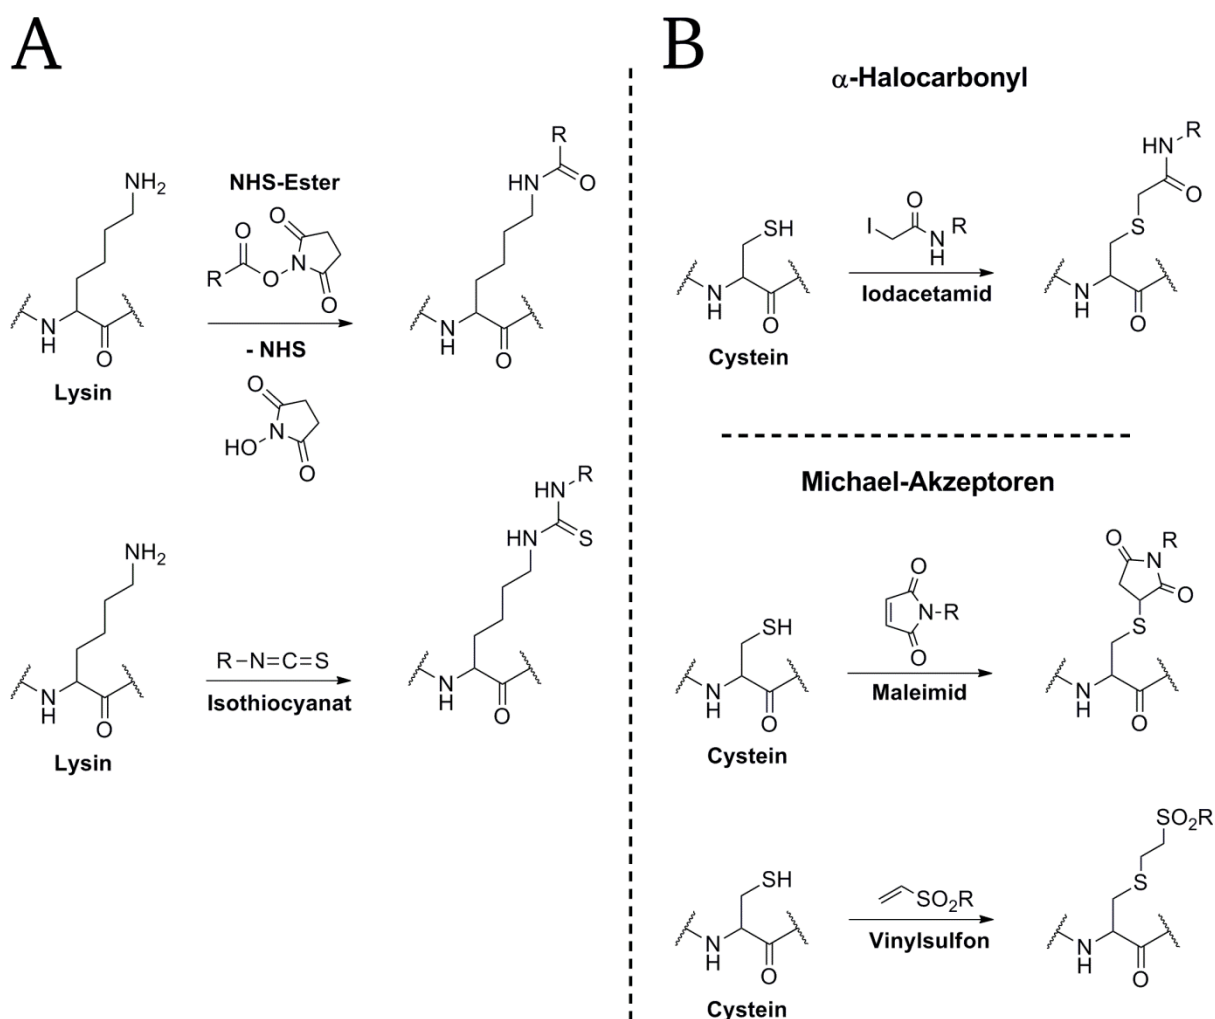 A
NHS-Ester
NH2
O
O
R
O
N
O
N
H
O
Lysin
- NHS
O
HO
N
O
R
HN
O
N
H
O
NH2
N
H
O
Lysin
R-N=C=S
Isothiocyanat
R
HN
HN
S
N
H
O
B
α-Halocarbonyl
SH
N
H
O
Cystein
O
I
N
H
R
Iodacetamid
R
HN
O
S
N
H
O
Michael-Akzeptoren
SH
N
H
O
Cystein
O
N-R
O
Maleimid
O
N
R
O
S
N
H
O
SH
N
H
O
Cystein
SO2R
Vinylsulfon
SO2R
S
N
H
O